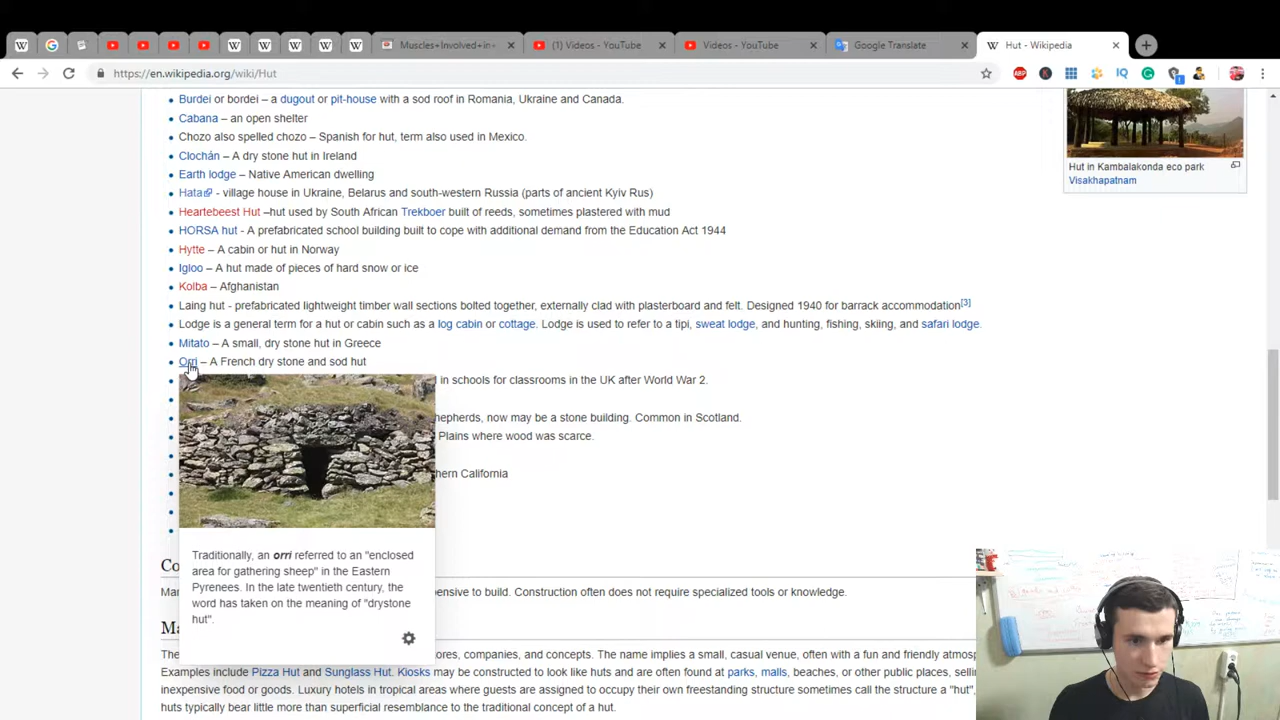 Muscles+Involved+in+
(1) Videos - YouTube
Videos - YouTube
Google Translate
Hut - Wikipedia
https://en.wikipedia.org/wiki/Hut
Burdei or bordei – a dugout or pit-house with a sod roof in Romania, Ukraine and Canada.
Cabana – an open shelter
Chozo also spelled chozo – Spanish for hut, term also used in Mexico.
Clochán – A dry stone hut in Ireland
Earth lodge – Native American dwelling
Hata - village house in Ukraine, Belarus and south-western Russia (parts of ancient Kyiv Rus)
Heartebeest Hut –hut used by South African Trekboer built of reeds, sometimes plastered with mud
HORSA hut - A prefabricated school building built to cope with additional demand from the Education Act 1944
Hytte – A cabin or hut in Norway
Igloo – A hut made of pieces of hard snow or ice
Kolba – Afghanistan
Laing hut - prefabricated lightweight timber wall sections bolted together, externally clad with plasterboard and felt. Designed 1940 for barrack accommodation[3]
Lodge is a general term for a hut or cabin such as a log cabin or cottage. Lodge is used to refer to a tipi, sweat lodge, and hunting, fishing, skiing, and safari lodge.
Mitato – A small, dry stone hut in Greece
Orri – A French dry stone and sod hut
in schools for classrooms in the UK after World War 2.
hepherds, now may be a stone building. Common in Scotland.
Plains where wood was scarce.
hern California
Hut in Kambalakonda eco park
Visakhapatnam
Traditionally, an orri referred to an "enclosed
area for gathering sheep" in the Eastern
Pyrenees. In the late twentieth century, the
word has taken on the meaning of "drystone
hut".
Co
Mar
ensive to build. Construction often does not require specialized tools or knowledge.
Ma
The
ores, companies, and concepts. The name implies a small, casual venue, often with a fun and friendly atmosp
Examples include Pizza Hut and Sunglass Hut. Kiosks may be constructed to look like huts and are often found at parks, malls, beaches, or other public places, sellin
inexpensive food or goods. Luxury hotels in tropical areas where guests are assigned to occupy their own freestanding structure sometimes call the structure a "hut",
huts typically bear little more than superficial resemblance to the traditional concept of a hut.